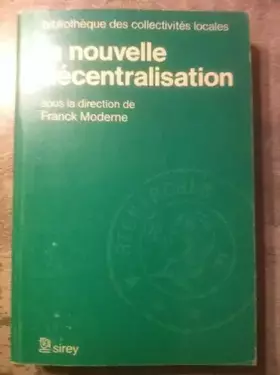 bibliothèque des collectivités locales
la nouvelle
décentralisation
sous la direction de
Franck Moderne
sirey